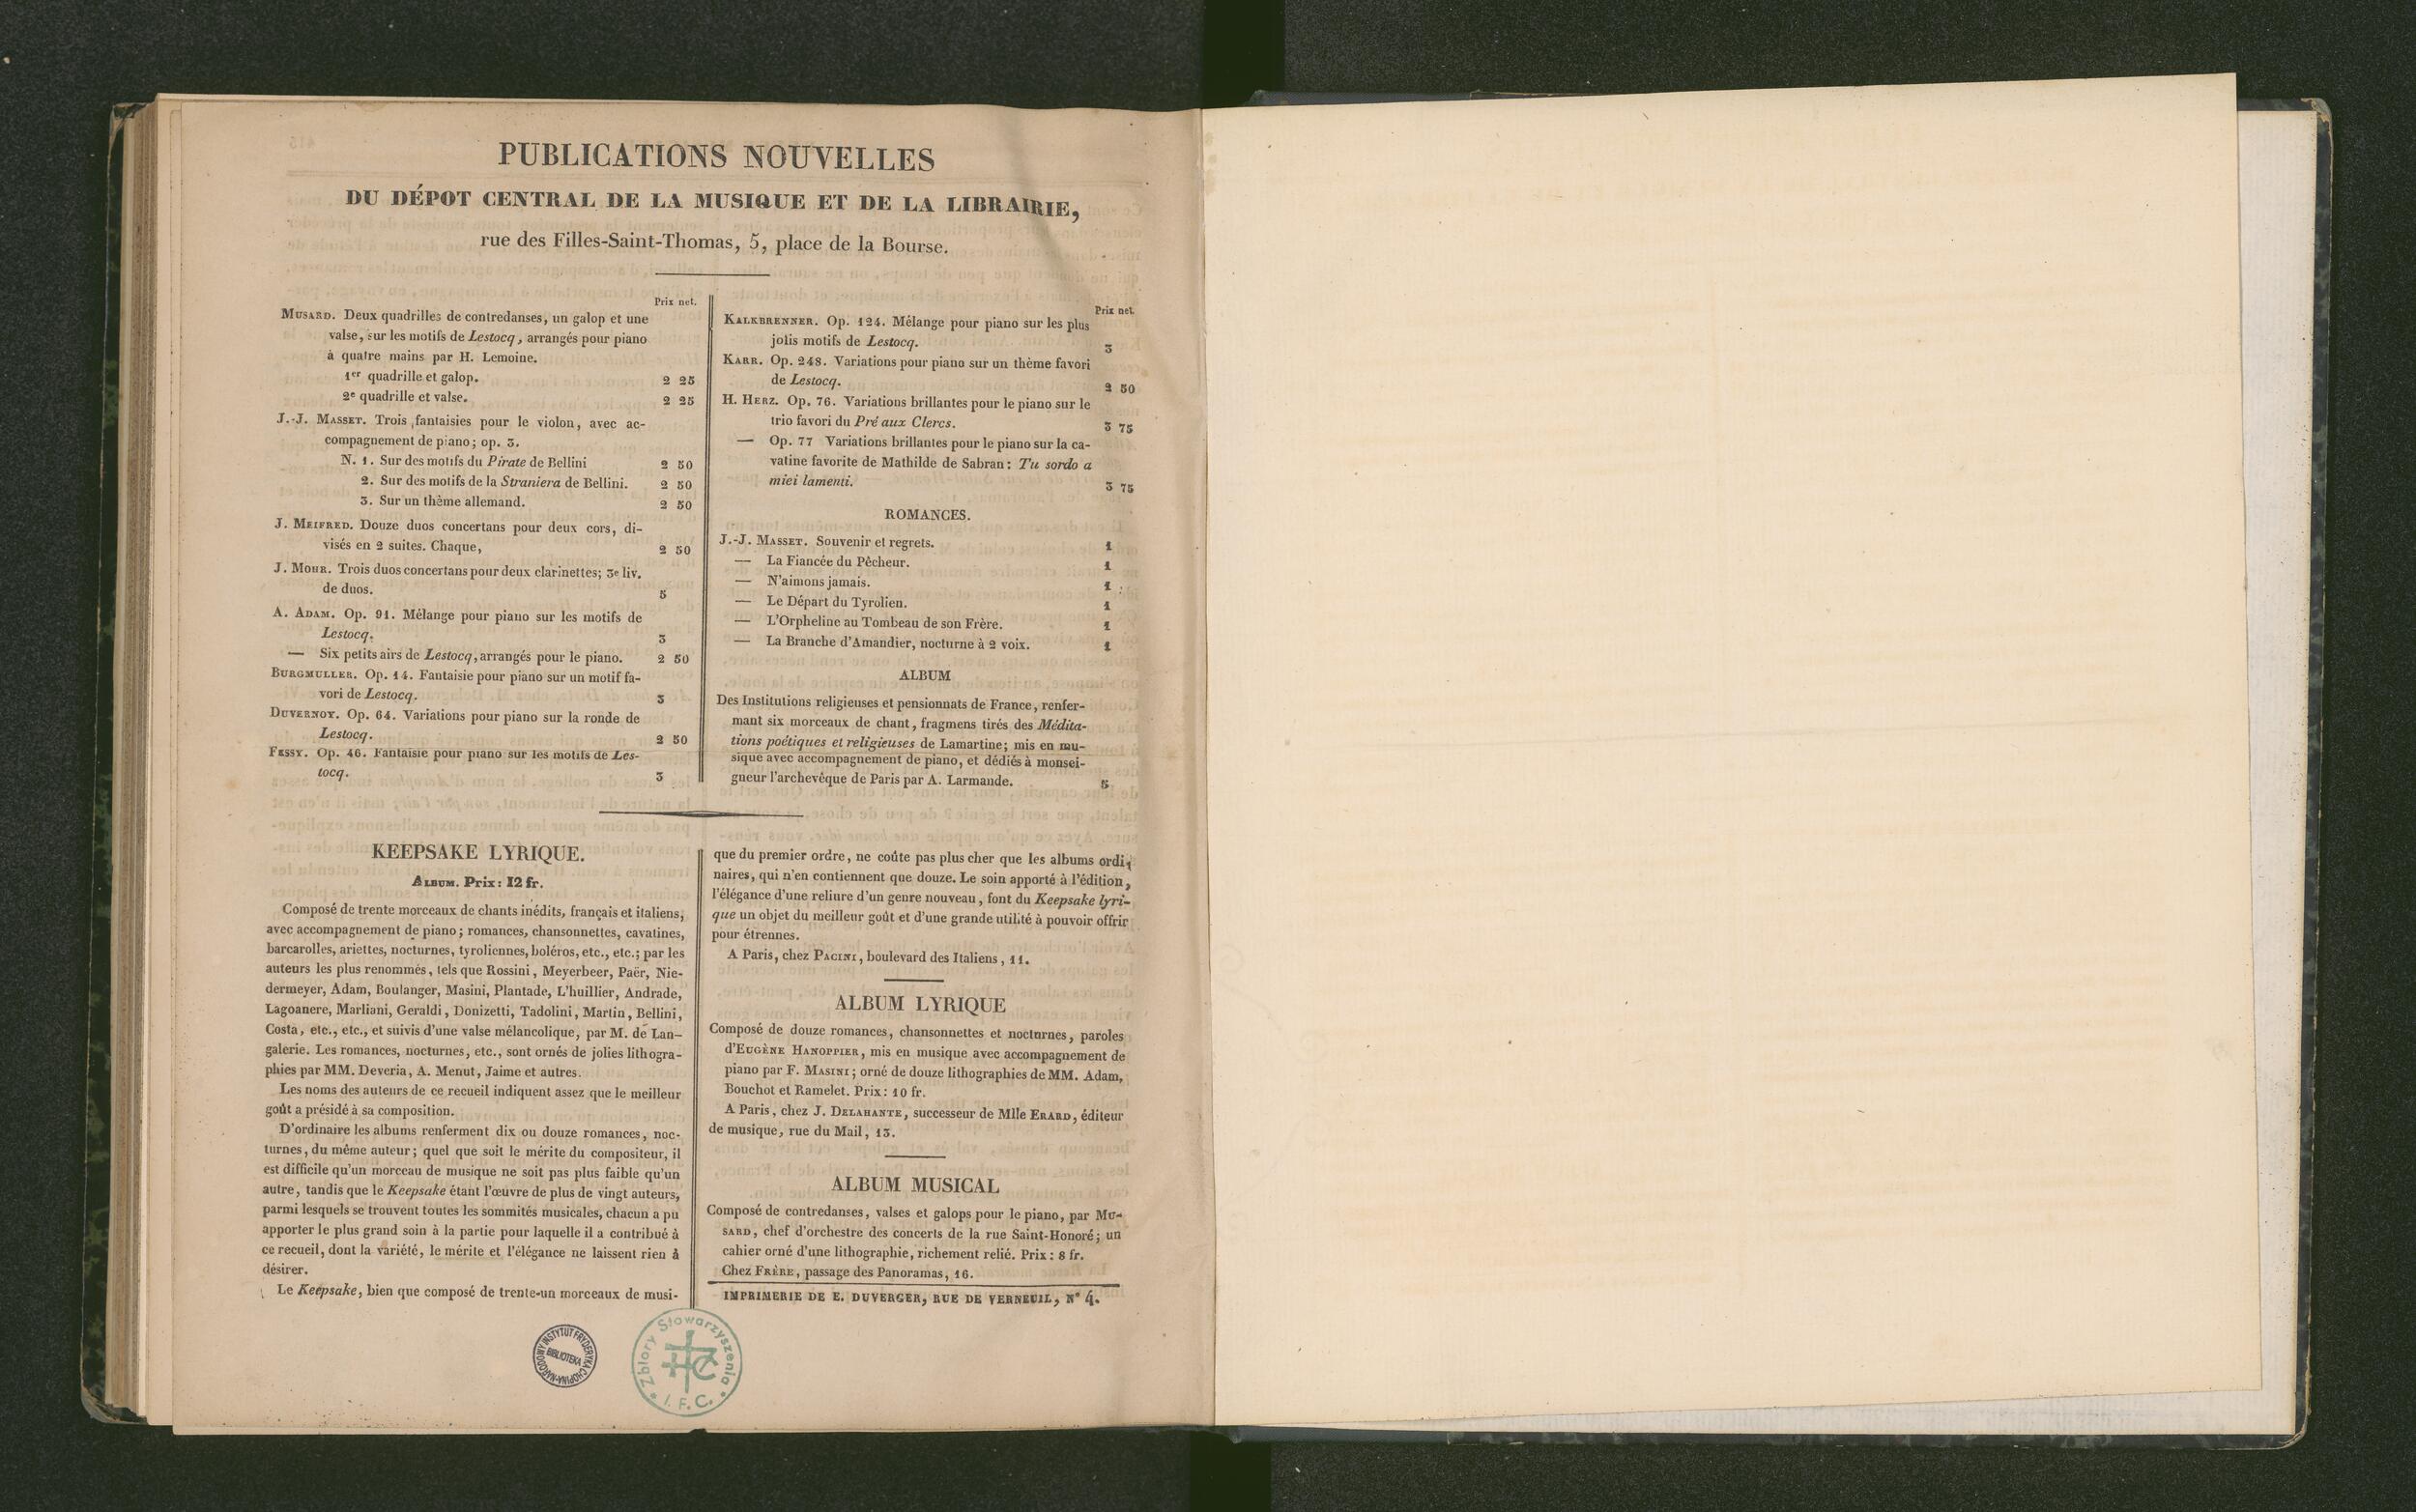 PUBLICATIONS NOUVELLES
DU DÉPOT CENTRAL DE LA MUSIQUE ET DE LA LIBRAIRIE,
rue des Filles-Saint-Thomas, 5, place de la Bourse.
Prix net.
MUSARD. Deux quadrilles de contredanses, un galop et une
valse, sur les motifs de Lestocq, arrangés pour piano
à quatre mains par H. Lemoine.
1er quadrille et galop. 2 25
2e quadrille et valse. 2 25
J.-J. MASSET. Trois fantaisies pour le violon, avec ac-
compagnement de piano; op. 3.
N. 1. Sur des motifs du Pirate de Bellini 2 50
2. Sur des motifs de la Straniera de Bellini. 2 50
3. Sur un thème allemand. 2 50
J. MEIFRED. Douze duos concertans pour deux cors, di-
visés en 2 suites. Chaque, 2 50
J. MOHR. Trois duos concertans pour deux clarinettes; 3e liv.
de duos. 5
A. ADAM. Op. 91. Mélange pour piano sur les motifs de
Lestocq. 3
— Six petits airs de Lestocq, arrangés pour le piano. 2 50
BURGMULLER. Op. 14. Fantaisie pour piano sur un motif fa-
vori de Lestocq. 3
DUVERNOY. Op. 64. Variations pour piano sur la ronde de
Lestocq. 2 50
FESSY. Op. 46. Fantaisie pour piano sur les motifs de Les-
tocq. 3
Prix net.
KALKBRENNER. Op. 124. Mélange pour piano sur les plus
jolis motifs de Lestocq. 3
KARR. Op. 248. Variations pour piano sur un thème favori
de Lestocq. 2 50
H. HERZ. Op. 76. Variations brillantes pour le piano sur le
trio favori du Pré aux Clercs. 3 75
— Op. 77 Variations brillantes pour le piano sur la ca-
vatine favorite de Mathilde de Sabran: Tu sordo a
miei lamenti. 3 75
ROMANCES.
J.-J. MASSET. Souvenir et regrets. 1
— La Fiancée du Pêcheur. 1
— N'aimons jamais. 1
— Le Départ du Tyrolien. 1
— L'Orpheline au Tombeau de son Frère. 1
— La Branche d'Amandier, nocturne à 2 voix. 1
ALBUM
Des Institutions religieuses et pensionnats de France, renfer-
mant six morceaux de chant, fragmens tirés des Médita-
tions poétiques et religieuses de Lamartine; mis en mu-
sique avec accompagnement de piano, et dédiés à monsei-
gneur l'archevêque de Paris par A. Larmande. 5
KEEPSAKE LYRIQUE.
ALBUM. Prix: 12 fr.
Composé de trente morceaux de chants inédits, français et italiens,
avec accompagnement de piano; romances, chansonnettes, cavatines,
barcarolles, ariettes, nocturnes, tyroliennes, boléros, etc., etc.; par les
auteurs les plus renommés, tels que Rossini, Meyerbeer, Paër, Nie-
dermeyer, Adam, Boulanger, Masini, Plantade, L'huillier, Andrade,
Lagoanere, Marliani, Geraldi, Donizetti, Tadolini, Martin, Bellini,
Costa, etc., etc., et suivis d'une valse mélancolique, par M. de Lan-
galerie. Les romances, nocturnes, etc., sont ornés de jolies lithogra-
phies par MM. Deveria, A. Menut, Jaime et autres.
Les noms des auteurs de ce recueil indiquent assez que le meilleur
goût a présidé à sa composition.
D'ordinaire les albums renferment dix ou douze romances, noc-
turnes, du même auteur; quel que soit le mérite du compositeur, il
est difficile qu'un morceau de musique ne soit pas plus faible qu'un
autre, tandis que le Keepsake étant l'œuvre de plus de vingt auteurs,
parmi lesquels se trouvent toutes les sommités musicales, chacun a pu
apporter le plus grand soin à la partie pour laquelle il a contribué à
ce recueil, dont la variété, le mérite et l'élégance ne laissent rien à
désirer.
Le Keepsake, bien que composé de trente-un morceaux de musi-
que du premier ordre, ne coûte pas plus cher que les albums ordi-
naires, qui n'en contiennent que douze. Le soin apporté à l'édition,
l'élégance d'une reliure d'un genre nouveau, font du Keepsake lyri-
que un objet du meilleur goût et d'une grande utilité à pouvoir offrir
pour étrennes.
A Paris, chez PACINI, boulevard des Italiens, 11.
ALBUM LYRIQUE
Composé de douze romances, chansonnettes et nocturnes, paroles
d'EUGÈNE HANOPPIER, mis en musique avec accompagnement de
piano par F. MASINI; orné de douze lithographies de MM. Adam,
Bouchot et Ramelet. Prix: 10 fr.
A Paris, chez J. DELAHANTE, successeur de Mlle ERARD, éditeur
de musique, rue du Mail, 13.
ALBUM MUSICAL
Composé de contredanses, valses et galops pour le piano, par MU-
SARD, chef d'orchestre des concerts de la rue Saint-Honoré; un
cahier orné d'une lithographie, richement relié. Prix: 8 fr.
Chez FRÈRE, passage des Panoramas, 16.
IMPRIMERIE DE E. DUVERGER, RUE DE VERNEUIL, N° 4.
NARODOWY INSTYTUT FRYDERYKA CHOPINA
BIBLIOTEKA
Zbiory Stowarzyszenia
I.F.C.